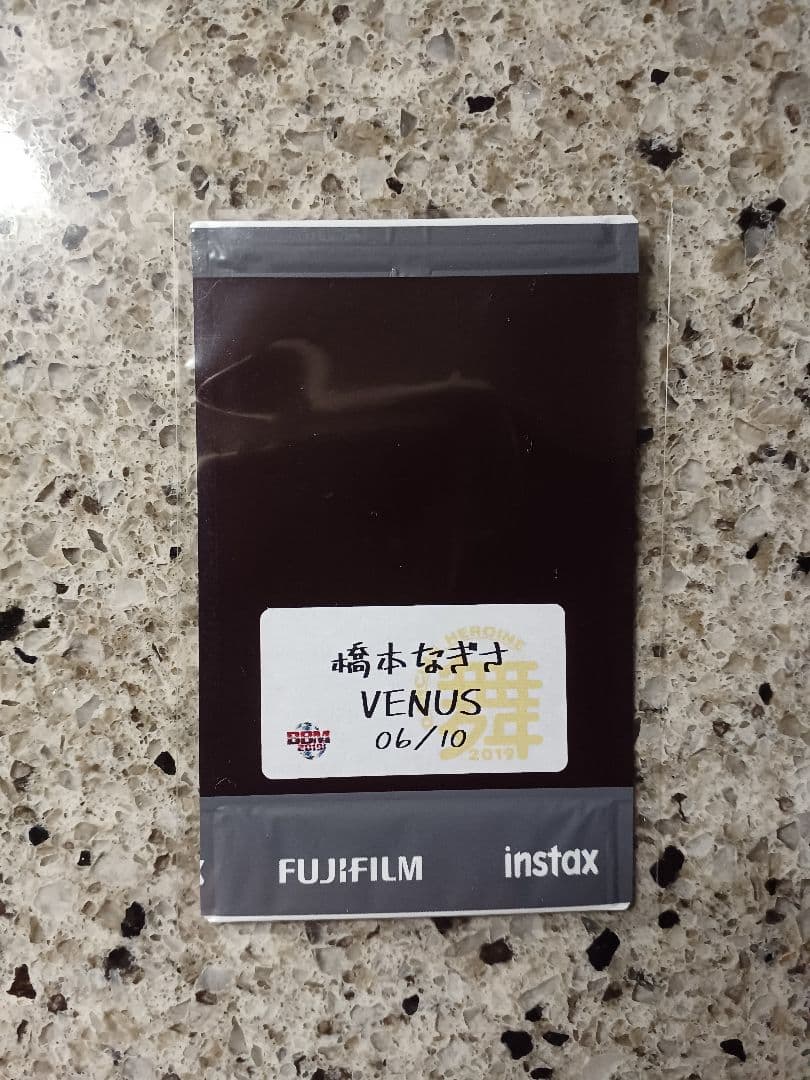 橋本なぎさ
VENUS
06/10
HEROINE
舞
2019
BBM
2019
FUJIFILM
instax